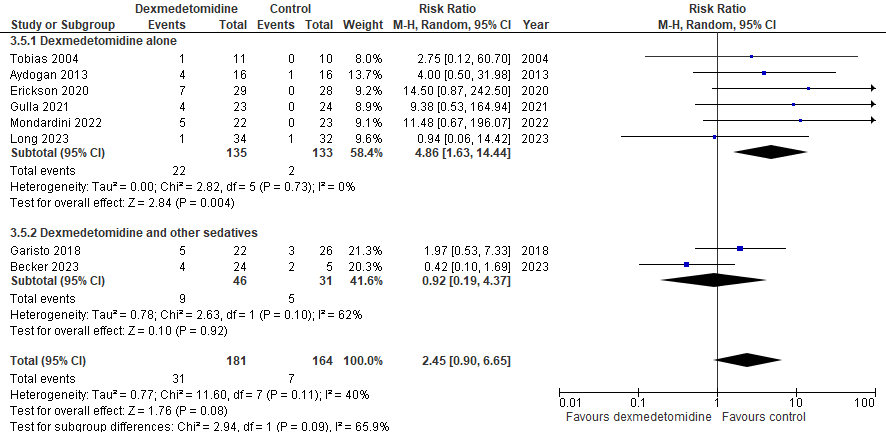 Dexmedetomidine Control Risk Ratio Risk Ratio
Study or Subgroup Events Total Events Total Weight M-H, Random, 95% CI Year M-H, Random, 95% CI
3.5.1 Dexmedetomidine alone
Tobias 2004 1 11 0 10 8.0% 2.75 [0.12, 60.70] 2004
Aydogan 2013 4 16 1 16 13.7% 4.00 [0.50, 31.98] 2013
Erickson 2020 7 29 0 28 9.2% 14.50 [0.87, 242.50] 2020
Gulla 2021 4 23 0 24 8.9% 9.38 [0.53, 164.94] 2021
Mondardini 2022 5 22 0 23 9.0% 11.48 [0.67, 196.07] 2022
Long 2023 1 34 1 32 9.6% 0.94 [0.06, 14.42] 2023
Subtotal (95% CI) 135 133 58.4% 4.86 [1.63, 14.44]
Total events 22 2
Heterogeneity: Tau² = 0.00; Chi² = 2.82, df = 5 (P = 0.73); I² = 0%
Test for overall effect: Z = 2.84 (P = 0.004)
3.5.2 Dexmedetomidine and other sedatives
Garisto 2018 5 22 3 26 21.3% 1.97 [0.53, 7.33] 2018
Becker 2023 4 24 2 5 20.3% 0.42 [0.10, 1.69] 2023
Subtotal (95% CI) 46 31 41.6% 0.92 [0.19, 4.37]
Total events 9 5
Heterogeneity: Tau² = 0.78; Chi² = 2.63, df = 1 (P = 0.10); I² = 62%
Test for overall effect: Z = 0.10 (P = 0.92)
Total (95% CI) 181 164 100.0% 2.45 [0.90, 6.65]
Total events 31 7
Heterogeneity: Tau² = 0.77; Chi² = 11.60, df = 7 (P = 0.11); I² = 40%
Test for overall effect: Z = 1.76 (P = 0.08)
Test for subgroup differences: Chi² = 2.94, df = 1 (P = 0.09), I² = 65.9%
0.01 0.1 1 10 100
Favours dexmedetomidine Favours control